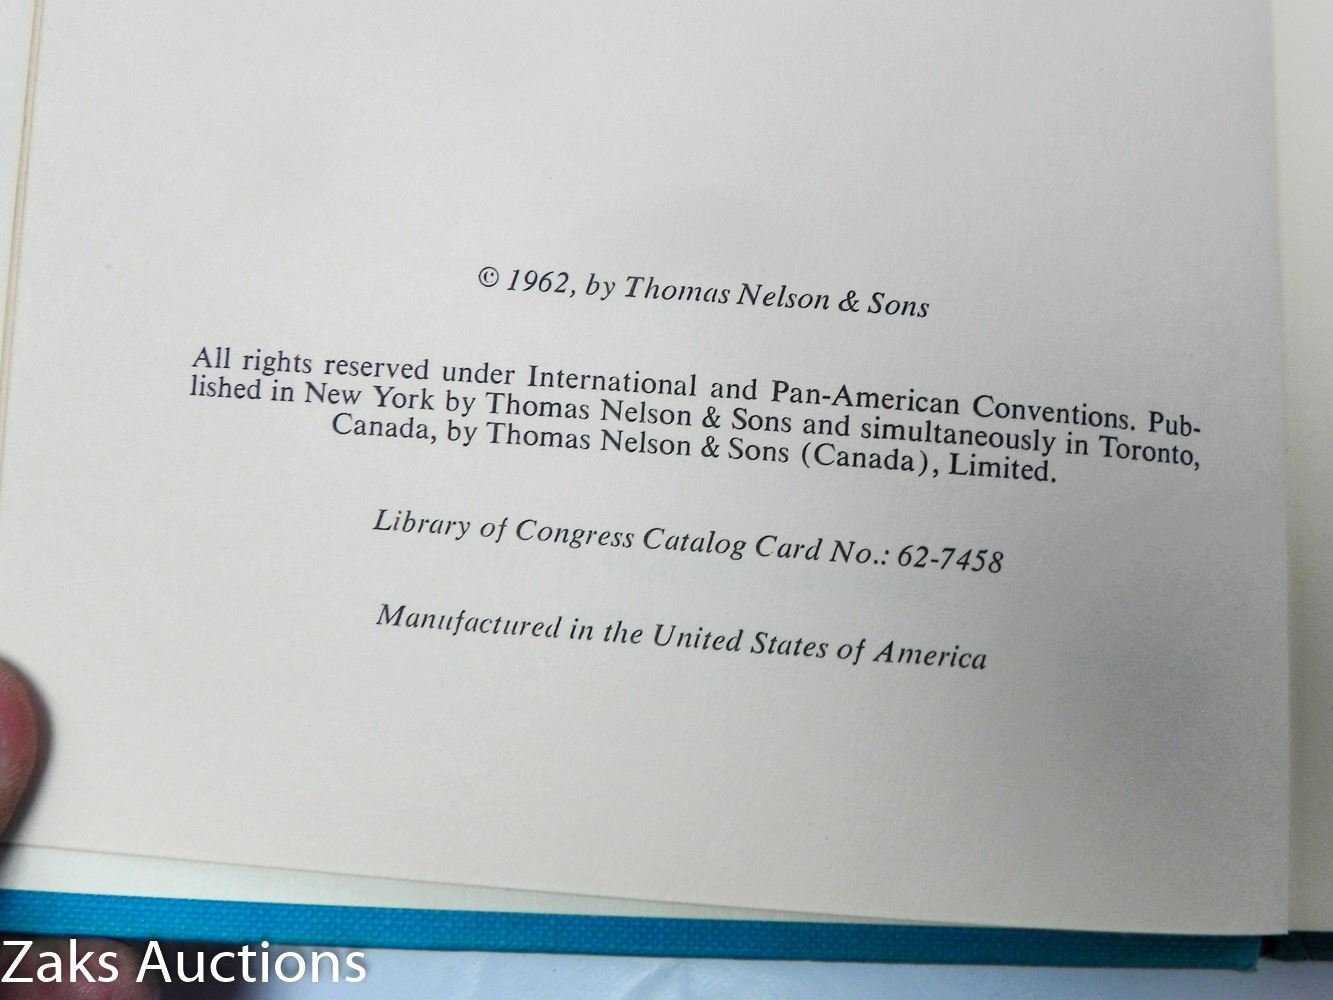 © 1962, by Thomas Nelson & Sons
All rights reserved under International and Pan-American Conventions. Pub-
lished in New York by Thomas Nelson & Sons and simultaneously in Toronto,
Canada, by Thomas Nelson & Sons (Canada), Limited.
Library of Congress Catalog Card No.: 62-7458
Manufactured in the United States of America
Zaks Auctions